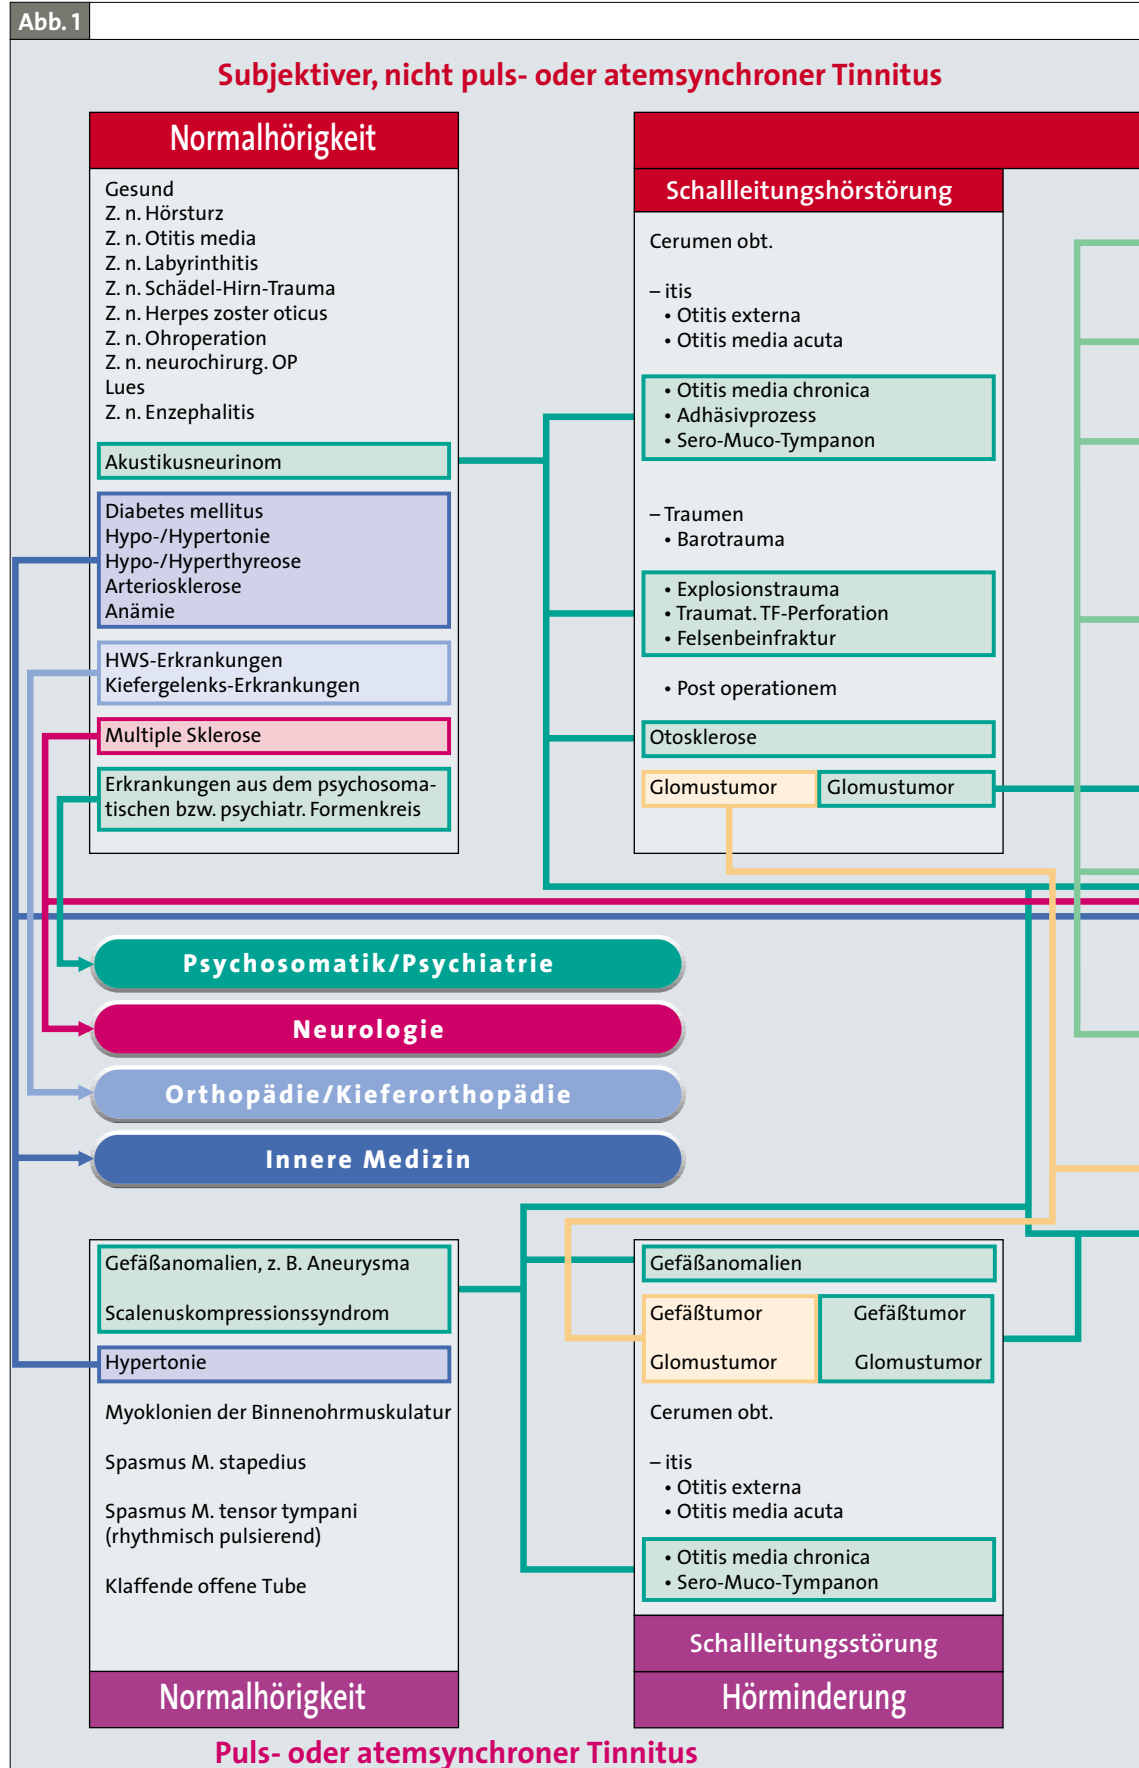 Abb. 1
Subjektiver, nicht puls- oder atemsynchroner Tinnitus
Normalhörigkeit
Gesund
Z. n. Hörsturz
Z. n. Otitis media
Z. n. Labyrinthitis
Z. n. Schädel-Hirn-Trauma
Z. n. Herpes zoster oticus
Z. n. Ohroperation
Z. n. neurochirurg. OP
Lues
Z. n. Enzephalitis
Akustikusneurinom
Diabetes mellitus
Hypo-/Hypertonie
Hypo-/Hyperthyreose
Arteriosklerose
Anämie
HWS-Erkrankungen
Kiefergelenks-Erkrankungen
Multiple Sklerose
Erkrankungen aus dem psychosoma-
tischen bzw. psychiatr. Formenkreis
Schallleitungshörstörung
Cerumen obt.
– itis
• Otitis externa
• Otitis media acuta
• Otitis media chronica
• Adhäsivprozess
• Sero-Muco-Tympanon
– Traumen
• Barotrauma
• Explosionstrauma
• Traumat. TF-Perforation
• Felsenbeinfraktur
• Post operationem
Otosklerose
Glomustumor
Glomustumor
Psychosomatik/Psychiatrie
Neurologie
Orthopädie/Kieferorthopädie
Innere Medizin
Gefäßanomalien, z. B. Aneurysma
Scalenuskompressionssyndrom
Hypertonie
Myoklonien der Binnenohrmuskulatur
Spasmus M. stapedius
Spasmus M. tensor tympani
(rhythmisch pulsierend)
Klaffende offene Tube
Normalhörigkeit
Gefäßanomalien
Gefäßtumor
Glomustumor
Gefäßtumor
Glomustumor
Cerumen obt.
– itis
• Otitis externa
• Otitis media acuta
• Otitis media chronica
• Sero-Muco-Tympanon
Schallleitungsstörung
Hörminderung
Puls- oder atemsynchroner Tinnitus